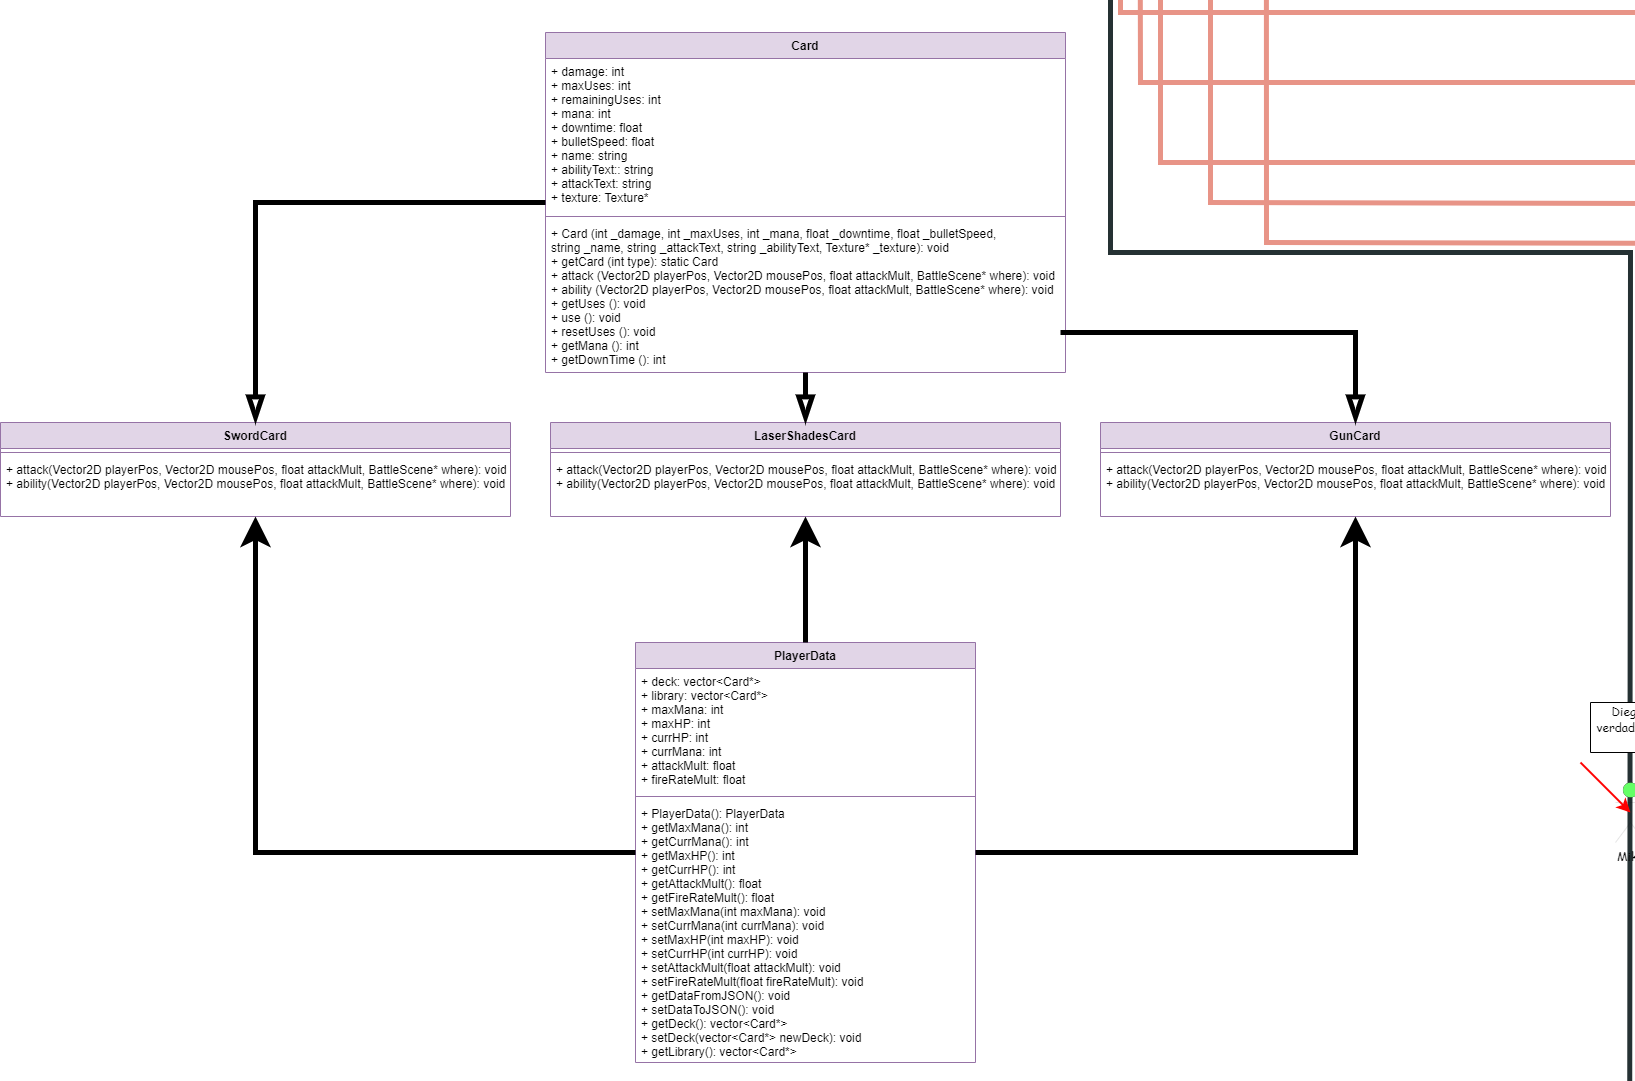 Card
+ damage: int
+ maxUses: int
+ remainingUses: int
+ mana: int
+ downtime: float
+ bulletSpeed: float
+ name: string
+ abilityText:: string
+ attackText: string
+ texture: Texture*
+ Card (int _damage, int _maxUses, int _mana, float _downtime, float _bulletSpeed,
string _name, string _attackText, string _abilityText, Texture* _texture): void
+ getCard (int type): static Card
+ attack (Vector2D playerPos, Vector2D mousePos, float attackMult, BattleScene* where): void
+ ability (Vector2D playerPos, Vector2D mousePos, float attackMult, BattleScene* where): void
+ getUses (): void
+ use (): void
+ resetUses (): void
+ getMana (): int
+ getDownTime (): int
SwordCard
+ attack(Vector2D playerPos, Vector2D mousePos, float attackMult, BattleScene* where): void
+ ability(Vector2D playerPos, Vector2D mousePos, float attackMult, BattleScene* where): void
LaserShadesCard
+ attack(Vector2D playerPos, Vector2D mousePos, float attackMult, BattleScene* where): void
+ ability(Vector2D playerPos, Vector2D mousePos, float attackMult, BattleScene* where): void
GunCard
+ attack(Vector2D playerPos, Vector2D mousePos, float attackMult, BattleScene* where): void
+ ability(Vector2D playerPos, Vector2D mousePos, float attackMult, BattleScene* where): void
PlayerData
+ deck: vector<Card*>
+ library: vector<Card*>
+ maxMana: int
+ maxHP: int
+ currHP: int
+ currMana: int
+ attackMult: float
+ fireRateMult: float
+ PlayerData(): PlayerData
+ getMaxMana(): int
+ getCurrMana(): int
+ getMaxHP(): int
+ getCurrHP(): int
+ getAttackMult(): float
+ getFireRateMult(): float
+ setMaxMana(int maxMana): void
+ setCurrMana(int currMana): void
+ setMaxHP(int maxHP): void
+ setCurrHP(int currHP): void
+ setAttackMult(float attackMult): void
+ setFireRateMult(float fireRateMult): void
+ getDataFromJSON(): void
+ setDataToJSON(): void
+ getDeck(): vector<Card*>
+ setDeck(vector<Card*> newDeck): void
+ getLibrary(): vector<Card*>
Dieg
verdad